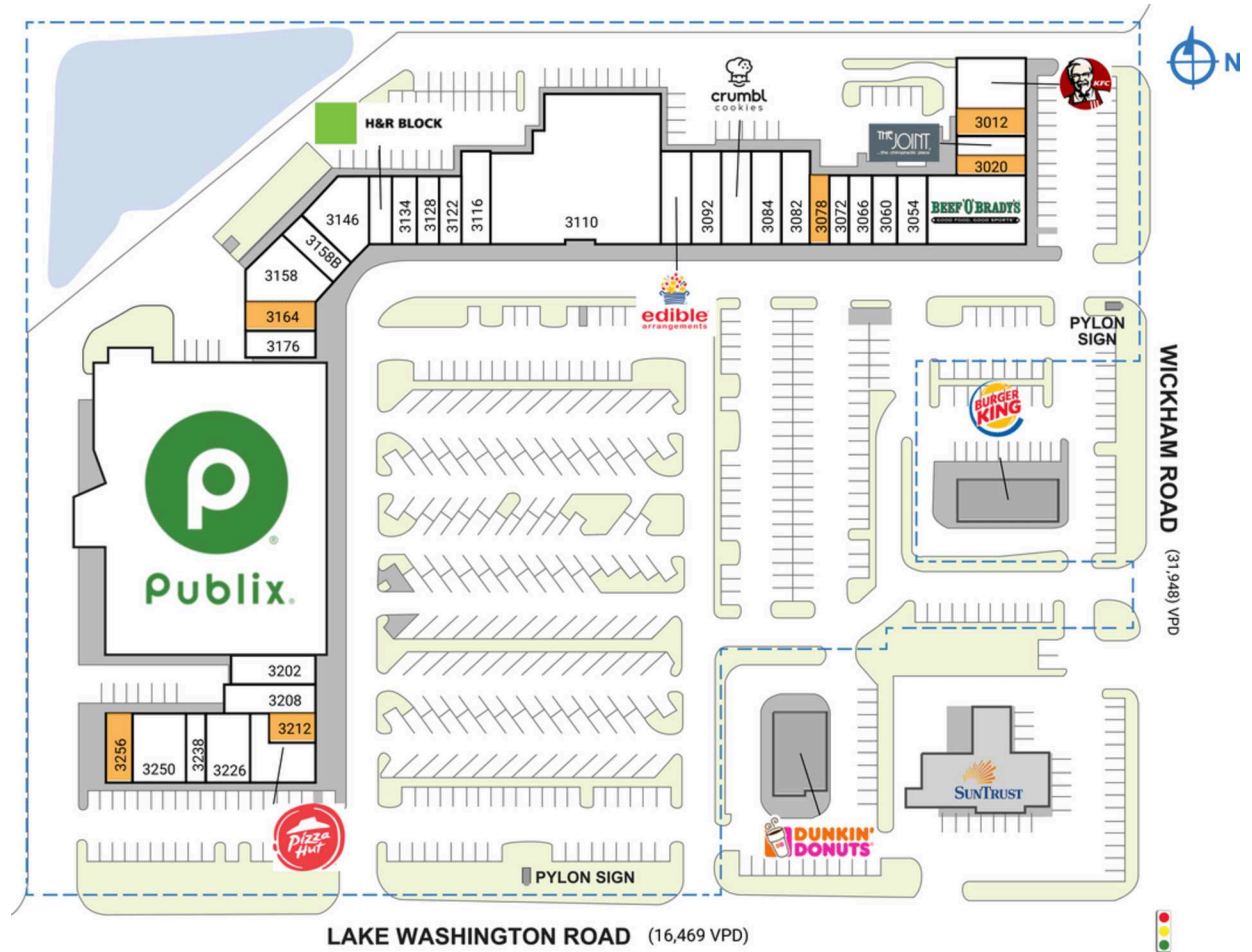 N
crumbl
cookies
KFC
H&R BLOCK
3012
THE JOINT
...the chiropractic place
3020
3146
3134
3128
3122
3116
3110
3092
3084
3082
3078
3072
3066
3060
3054
BEEF 'O' BRADY'S
GOOD FOOD. GOOD SPORTS
3158B
3158
3164
3176
edible
arrangements
PYLON
SIGN
BURGER
KING
WICKHAM ROAD
(31,948) VPD
Publix
3202
3208
3212
3256
3250
3238
3226
Pizza
Hut
DUNKIN'
DONUTS
SUNTRUST
PYLON SIGN
LAKE WASHINGTON ROAD (16,469 VPD)